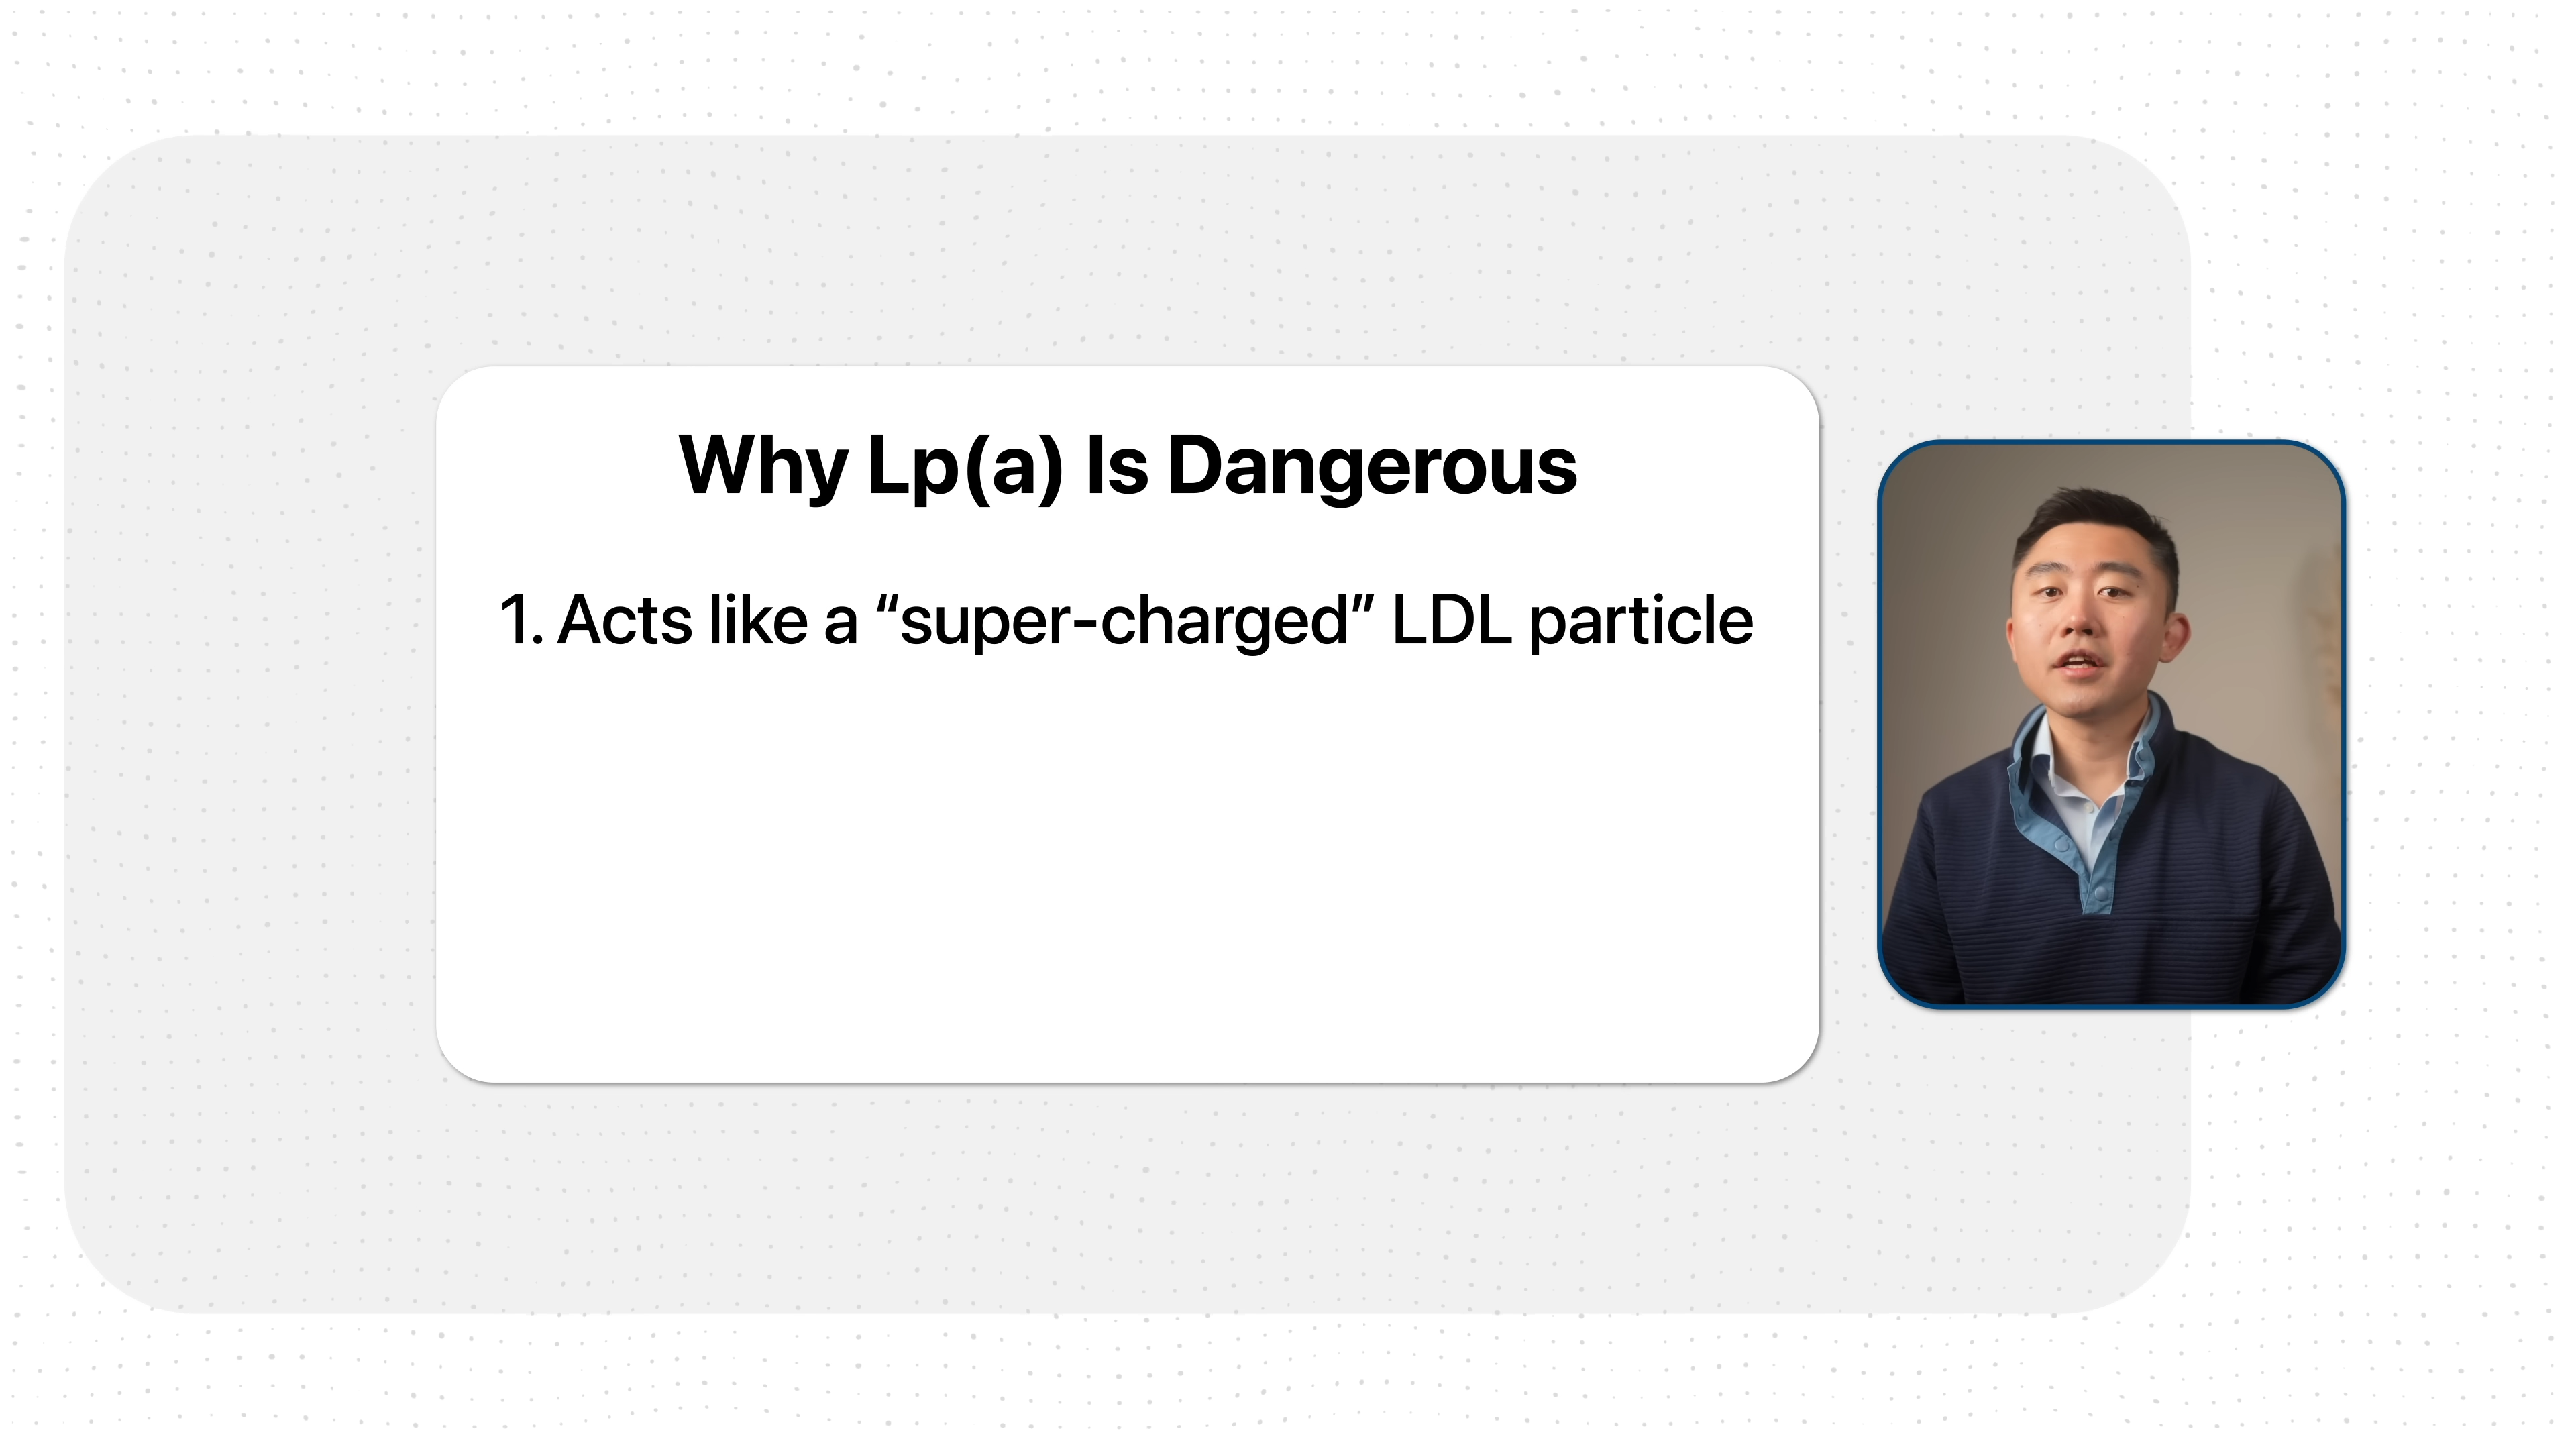 Why Lp(a) Is Dangerous
1. Acts like a “super-charged” LDL particle